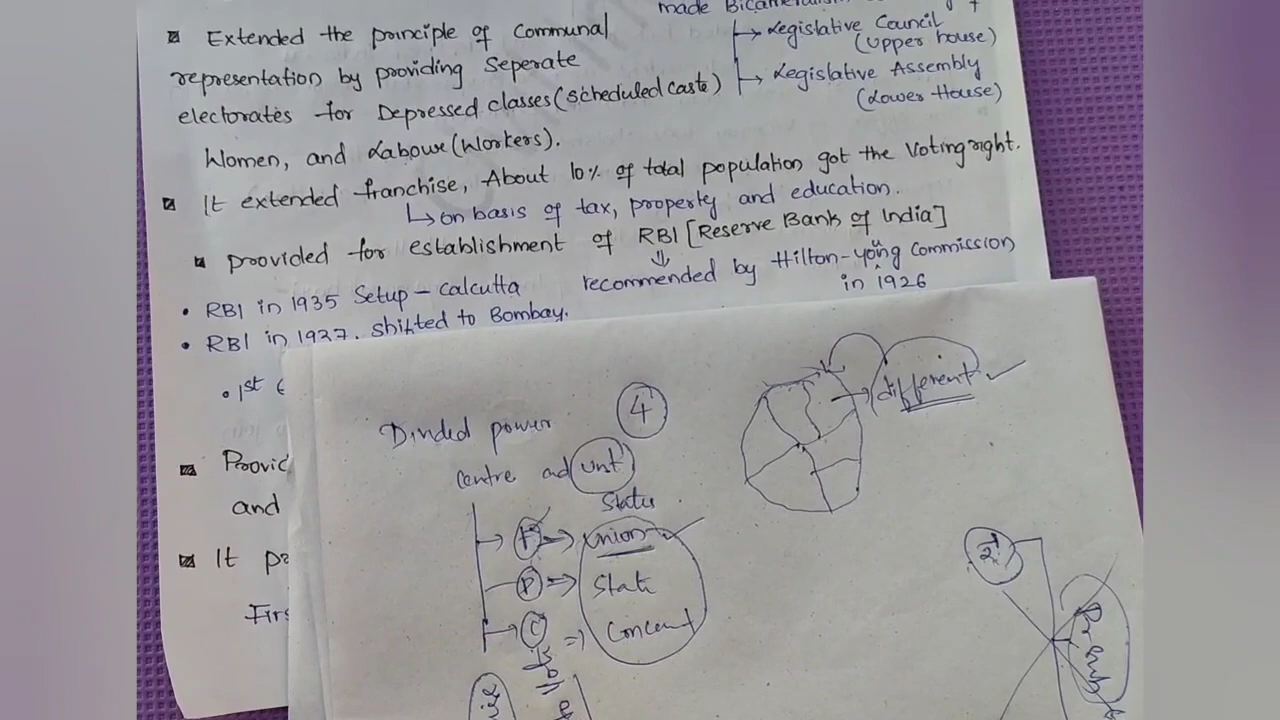 made
→ Legislative Council
(Upper house)
→ Legislative Assembly
(Lower House)
Extended the principle of Communal
representation by providing Seperate
electorates for Depressed classes (Scheduled caste)
Women, and Labour (Workers).
It extended franchise, About 10% of total population got the Voting right.
↳ on basis of tax, property and education.
Provided for establishment of RBI [Reserve Bank of India]
⇓
recommended by Hilton-young Commission
in 1926
• RBI in 1935 Setup - Calcutta
• RBI in 1937. Shifted to Bombay.
• 1st
Provid
and
It pr
Firs
4
Divided power
centre ad unt
State
→ F ⇒ Union
P ⇒ State
→ C ⇒ Concent
different ✓
2